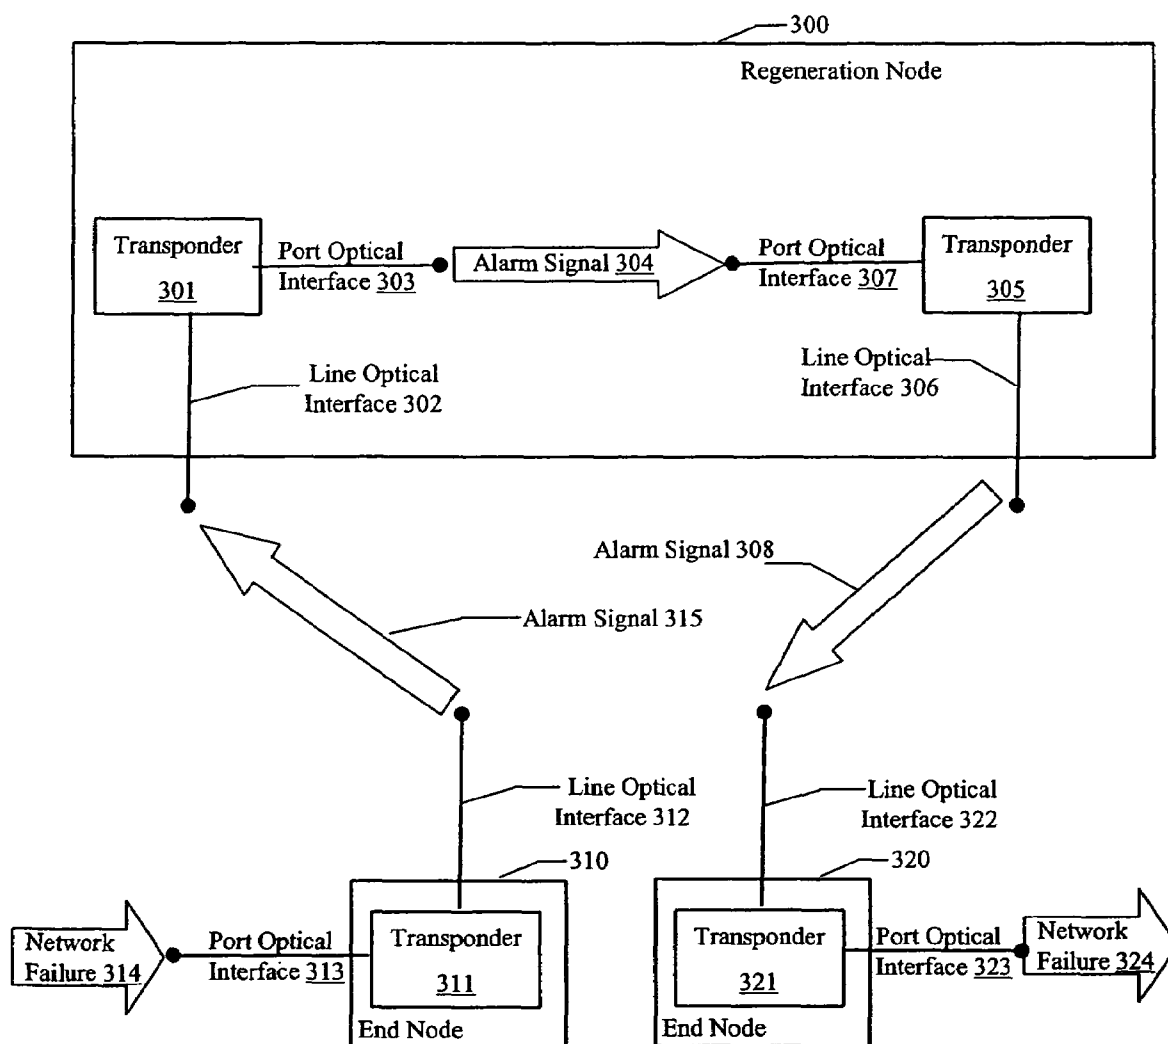 300
Regeneration Node
Transponder
301
Port Optical
Interface 303
Alarm Signal 304
Port Optical
Interface 307
Transponder
305
Line Optical
Interface 302
Line Optical
Interface 306
Alarm Signal 308
Alarm Signal 315
Line Optical
Interface 312
Line Optical
Interface 322
310
320
Network
Failure 314
Port Optical
Interface 313
Transponder
311
End Node
Transponder
321
End Node
Port Optical
Interface 323
Network
Failure 324